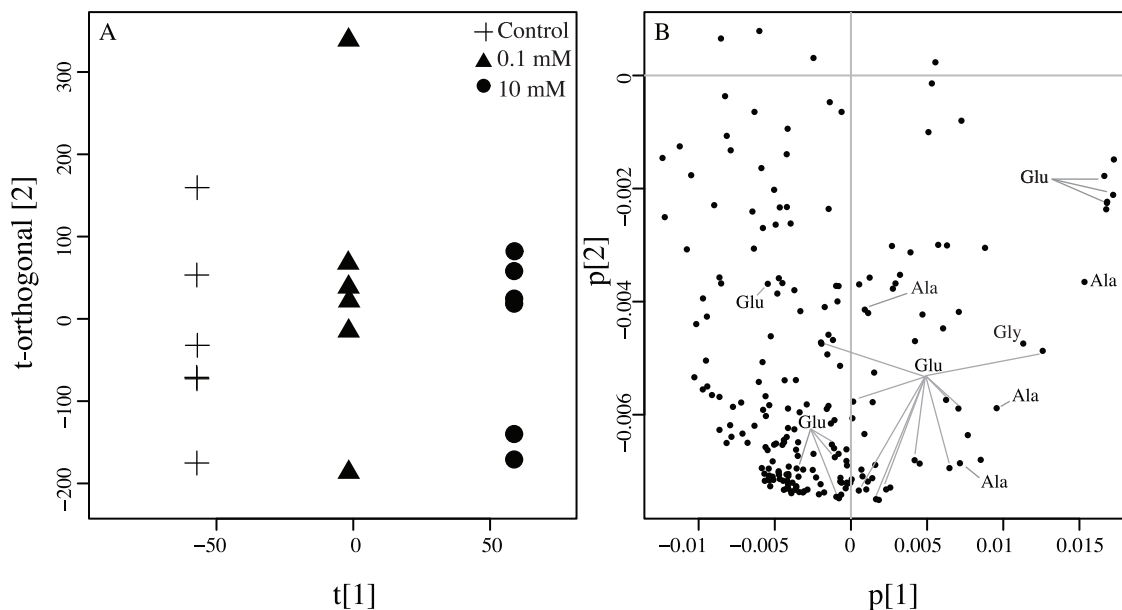 A
Control
0.1 mM
10 mM
300
200
100
0
−100
−200
t-orthogonal [2]
−50
0
50
t[1]
B
0
−0.002
−0.004
−0.006
p[2]
Glu
Ala
Glu
Ala
Gly
Glu
Ala
Glu
Ala
−0.01
−0.005
0
0.005
0.01
0.015
p[1]